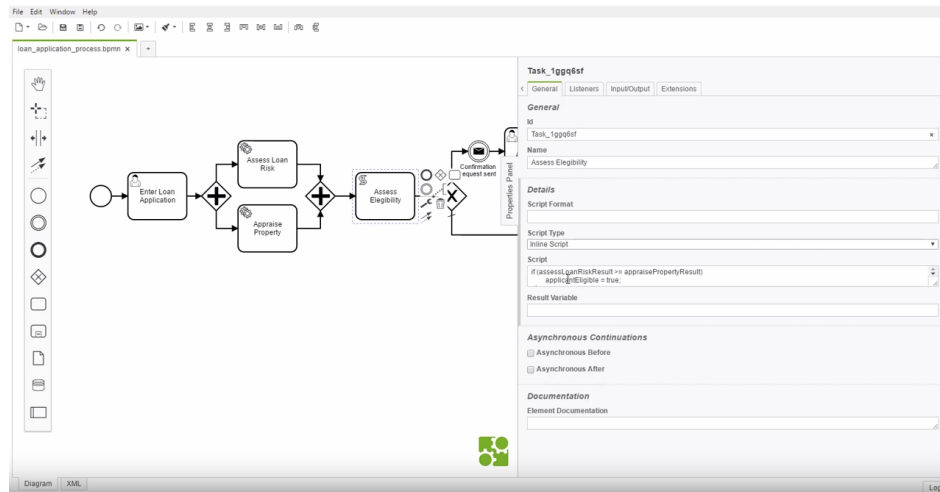 File Edit Window Help
loan_application_process.bpmn × +
Enter Loan
Application
Assess Loan
Risk
Appraise
Property
Assess
Elegibility
Confirmation
equest sent
Properties Panel
Task_1ggq6sf
General Listeners Input/Output Extensions
General
Id
Task_1ggq6sf
Name
Assess Elegibility
Details
Script Format
Script Type
Inline Script
Script
if (assessLoanRiskResult >= appraisePropertyResult)
applicantEligible = true;
Result Variable
Asynchronous Continuations
Asynchronous Before
Asynchronous After
Documentation
Element Documentation
Diagram XML
Log